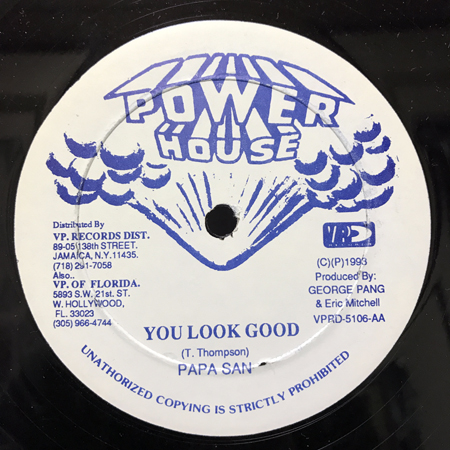 POWER
HOUSE
Distributed By
VP. RECORDS DIST.
89-05 138th STREET.
JAMAICA, N.Y. 11435.
(718) 291-7058
Also..
VP. OF FLORIDA.
5893 S.W. 21st. ST.
W. HOLLYWOOD,
FL. 33023
(305) 966-4744
VP
RECORDS
(C)(P)1993
Produced By:
GEORGE PANG
& Eric Mitchell
VPRD-5106-AA
YOU LOOK GOOD
(T. Thompson)
PAPA SAN
UNAUTHORIZED COPYING IS STRICTLY PROHIBITED